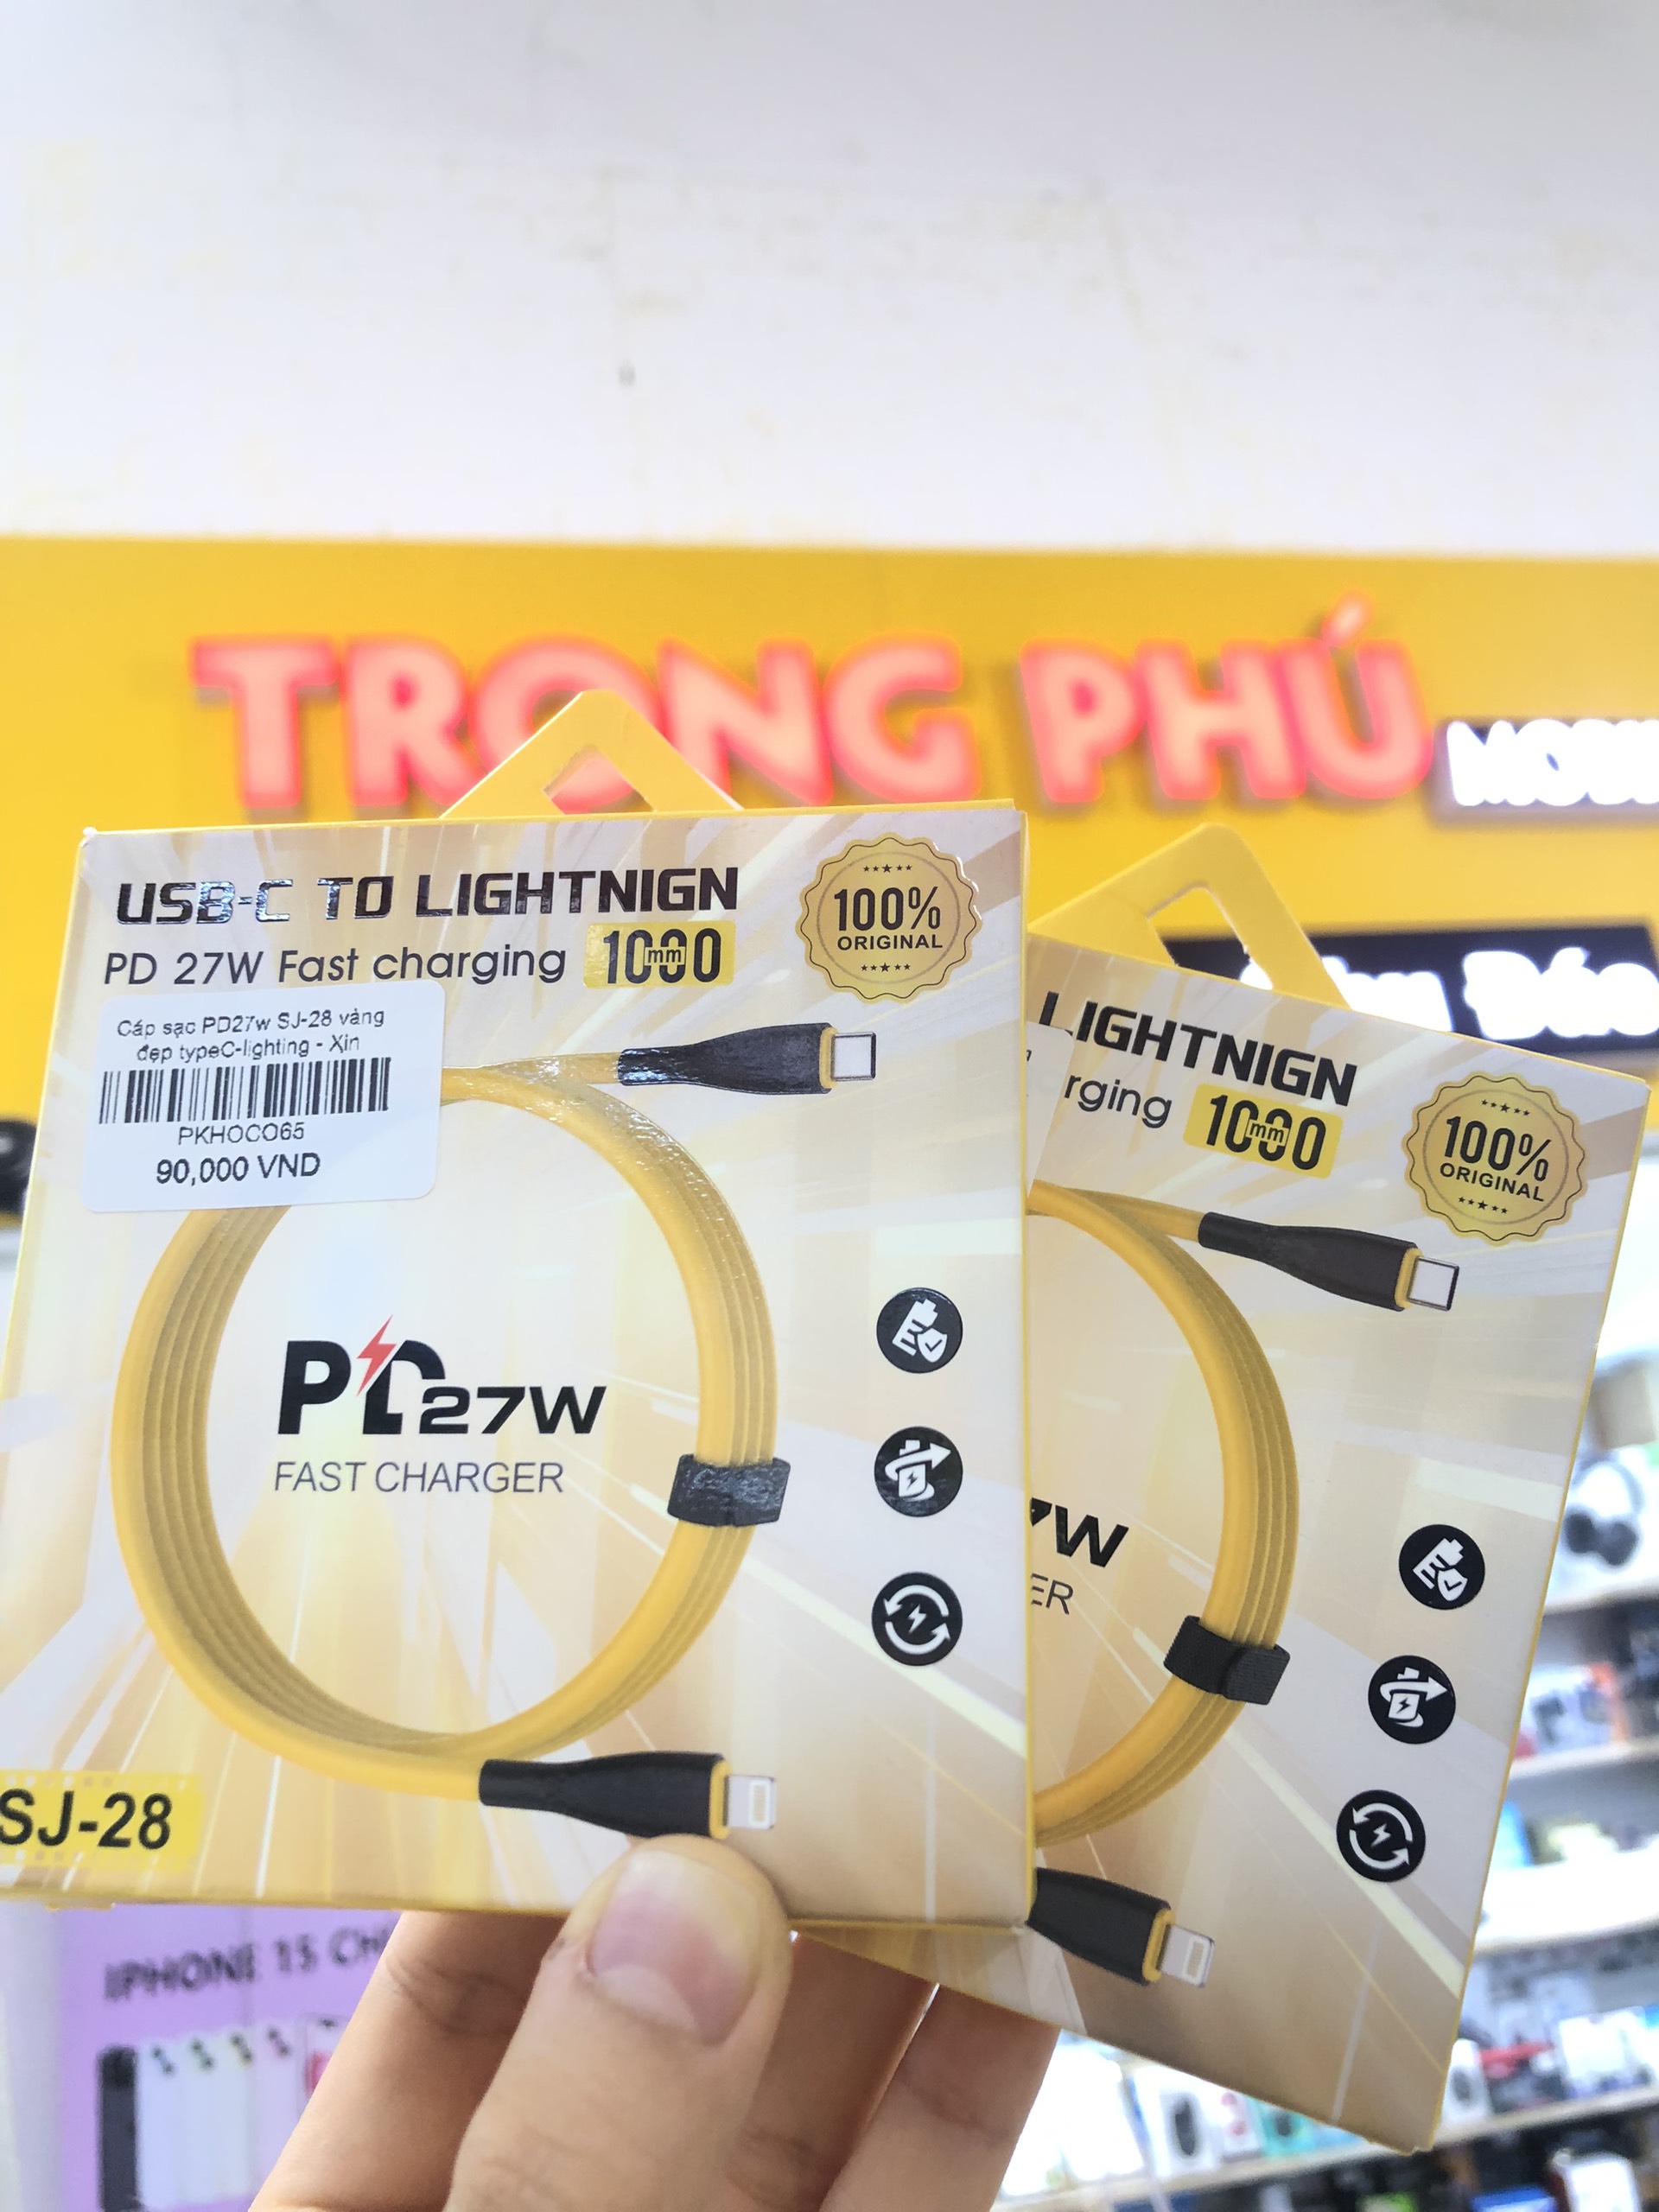 TRỌNG PHÚ
USB-C TO LIGHTNIGN
PD 27W Fast charging 1000
mm
100%
ORIGINAL
Cáp sạc PD27w SJ-28 vàng
đẹp typeC-lighting - Xịn
PKHOCO65
90,000 VND
PD 27W
FAST CHARGER
SJ-28
LIGHTNIGN
rging 1000
mm
100%
ORIGINAL
7W
ER
IPHONE 15 CH